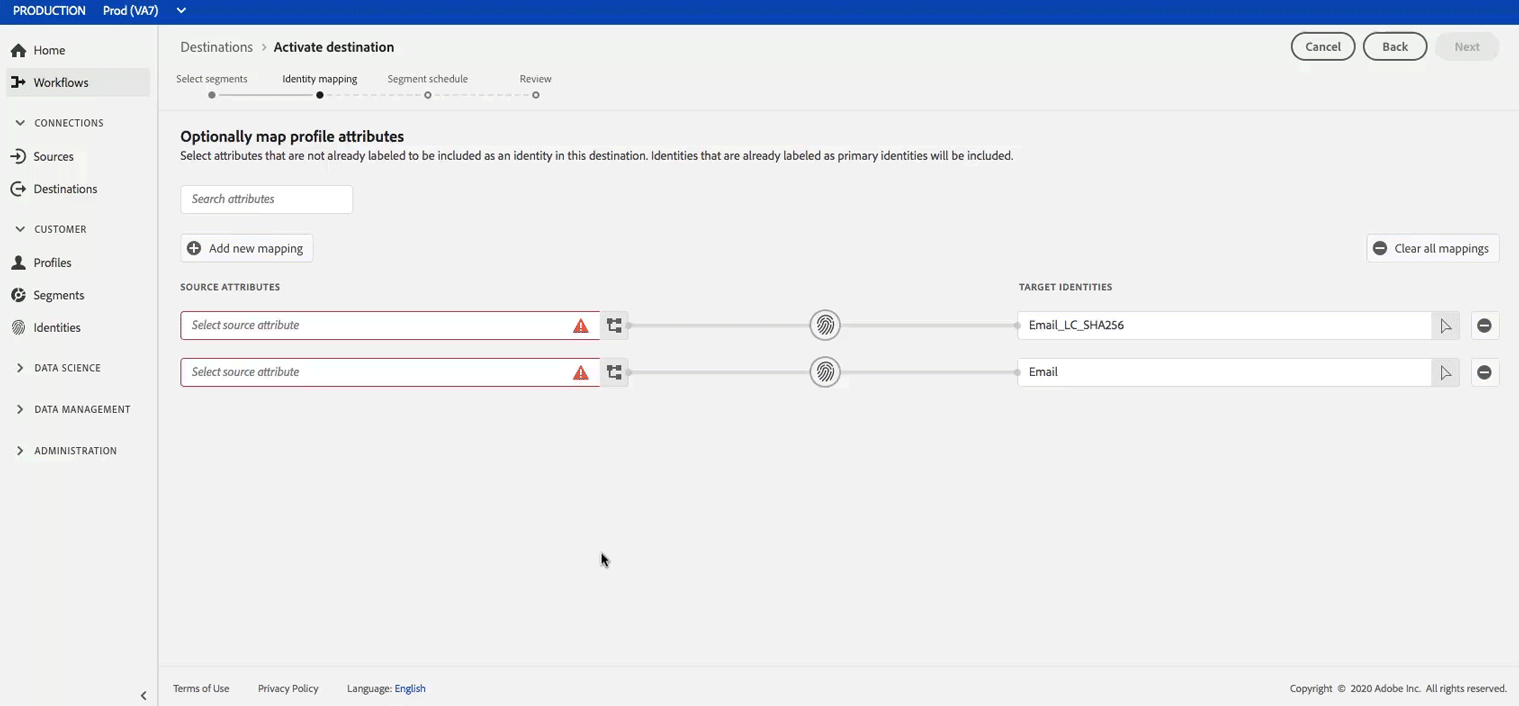 PRODUCTION Prod (VA7)
Home
Workflows
CONNECTIONS
Sources
Destinations
CUSTOMER
Profiles
Segments
Identities
DATA SCIENCE
DATA MANAGEMENT
ADMINISTRATION
Destinations > Activate destination
Cancel Back Next
Select segments Identity mapping Segment schedule Review
Optionally map profile attributes
Select attributes that are not already labeled to be included as an identity in this destination. Identities that are already labeled as primary identities will be included.
Search attributes
Add new mapping Clear all mappings
SOURCE ATTRIBUTES TARGET IDENTITIES
Select source attribute Email_LC_SHA256
Select source attribute Email
Terms of Use Privacy Policy Language: English Copyright © 2020 Adobe Inc. All rights reserved.